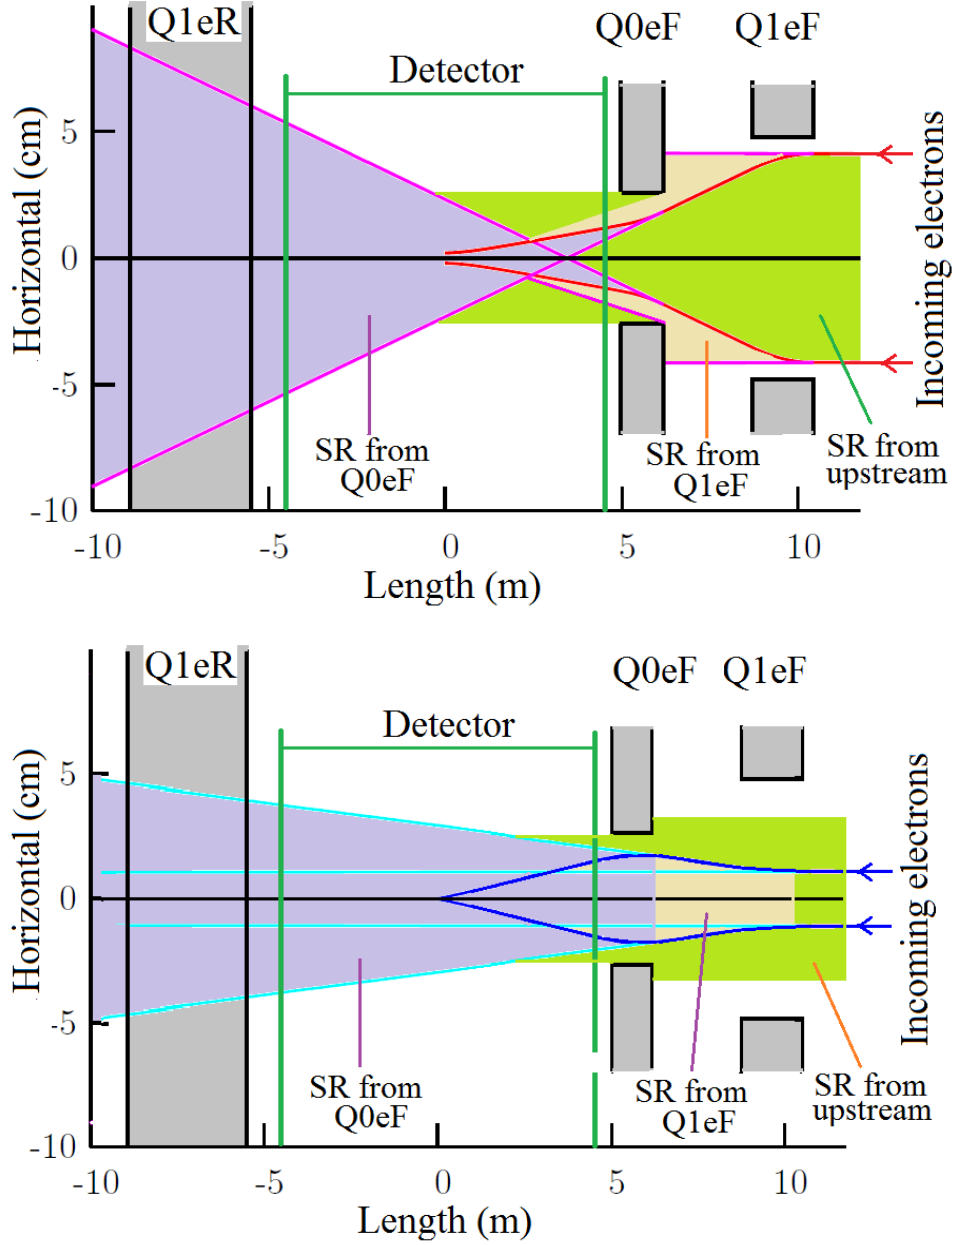 Q1eR
Q0eF
Q1eF
Detector
Horizontal (cm)
5
0
-5
-10
Incoming electrons
SR from
Q0eF
SR from
Q1eF
SR from
upstream
-10
-5
0
5
10
Length (m)
Q1eR
Q0eF
Q1eF
Detector
Horizontal (cm)
5
0
-5
-10
Incoming electrons
SR from
Q0eF
SR from
Q1eF
SR from
upstream
-10
-5
0
5
10
Length (m)